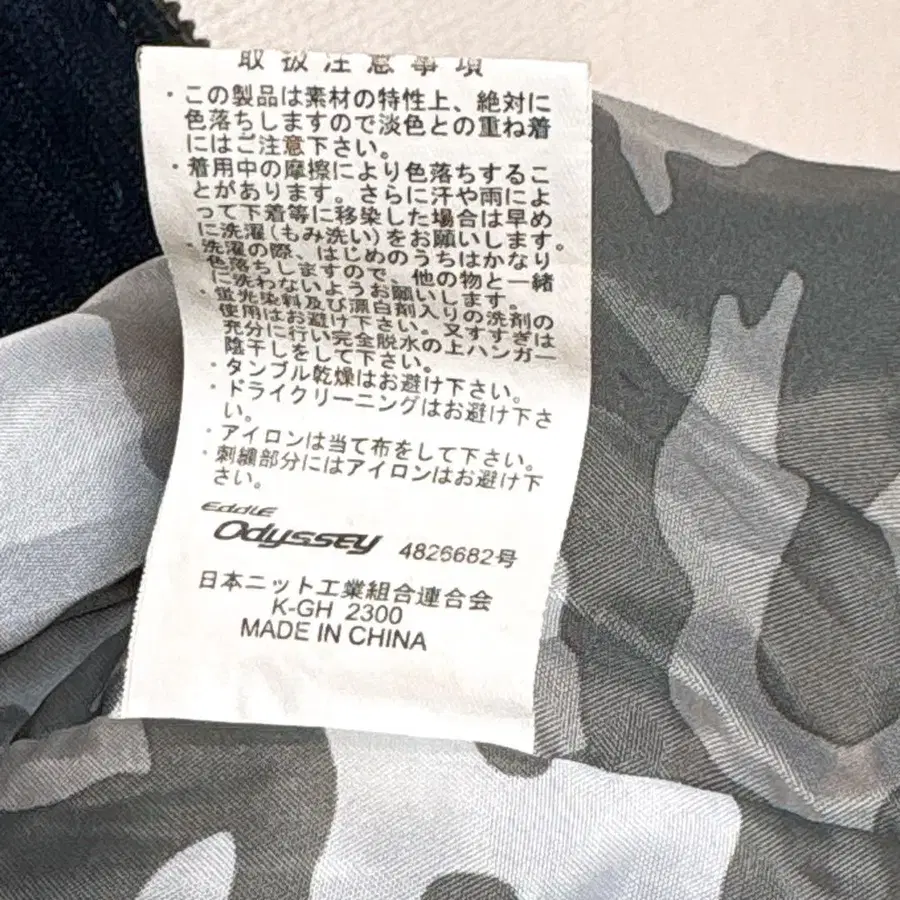 取扱注意事項
・この製品は素材の特性上、絶対に
色落ちしますので淡色との重ね着
にはご注意下さい。
・着用中の摩擦により色落ちするこ
とがあります。さらに汗や雨によ
って下着等に移染した場合は早め
に洗濯(もみ洗い)をお願いします。
・洗濯の際、はじめのうちはかなり
色落ちしますので、他の物と一緒
に洗わないようお願いします。
・蛍光染料及び漂白剤入りの洗剤の
使用はお避け下さい。又すすぎは
充分に行い完全脱水の上ハンガー
陰干しをして下さい。
・タンブル乾燥はお避け下さい。
・ドライクリーニングはお避け下さ
い。
・アイロンは当て布をして下さい。
・刺繍部分にはアイロンはお避け下
さい。
Eddie
Odyssey 4826682号
日本ニット工業組合連合会
K-GH 2300
MADE IN CHINA